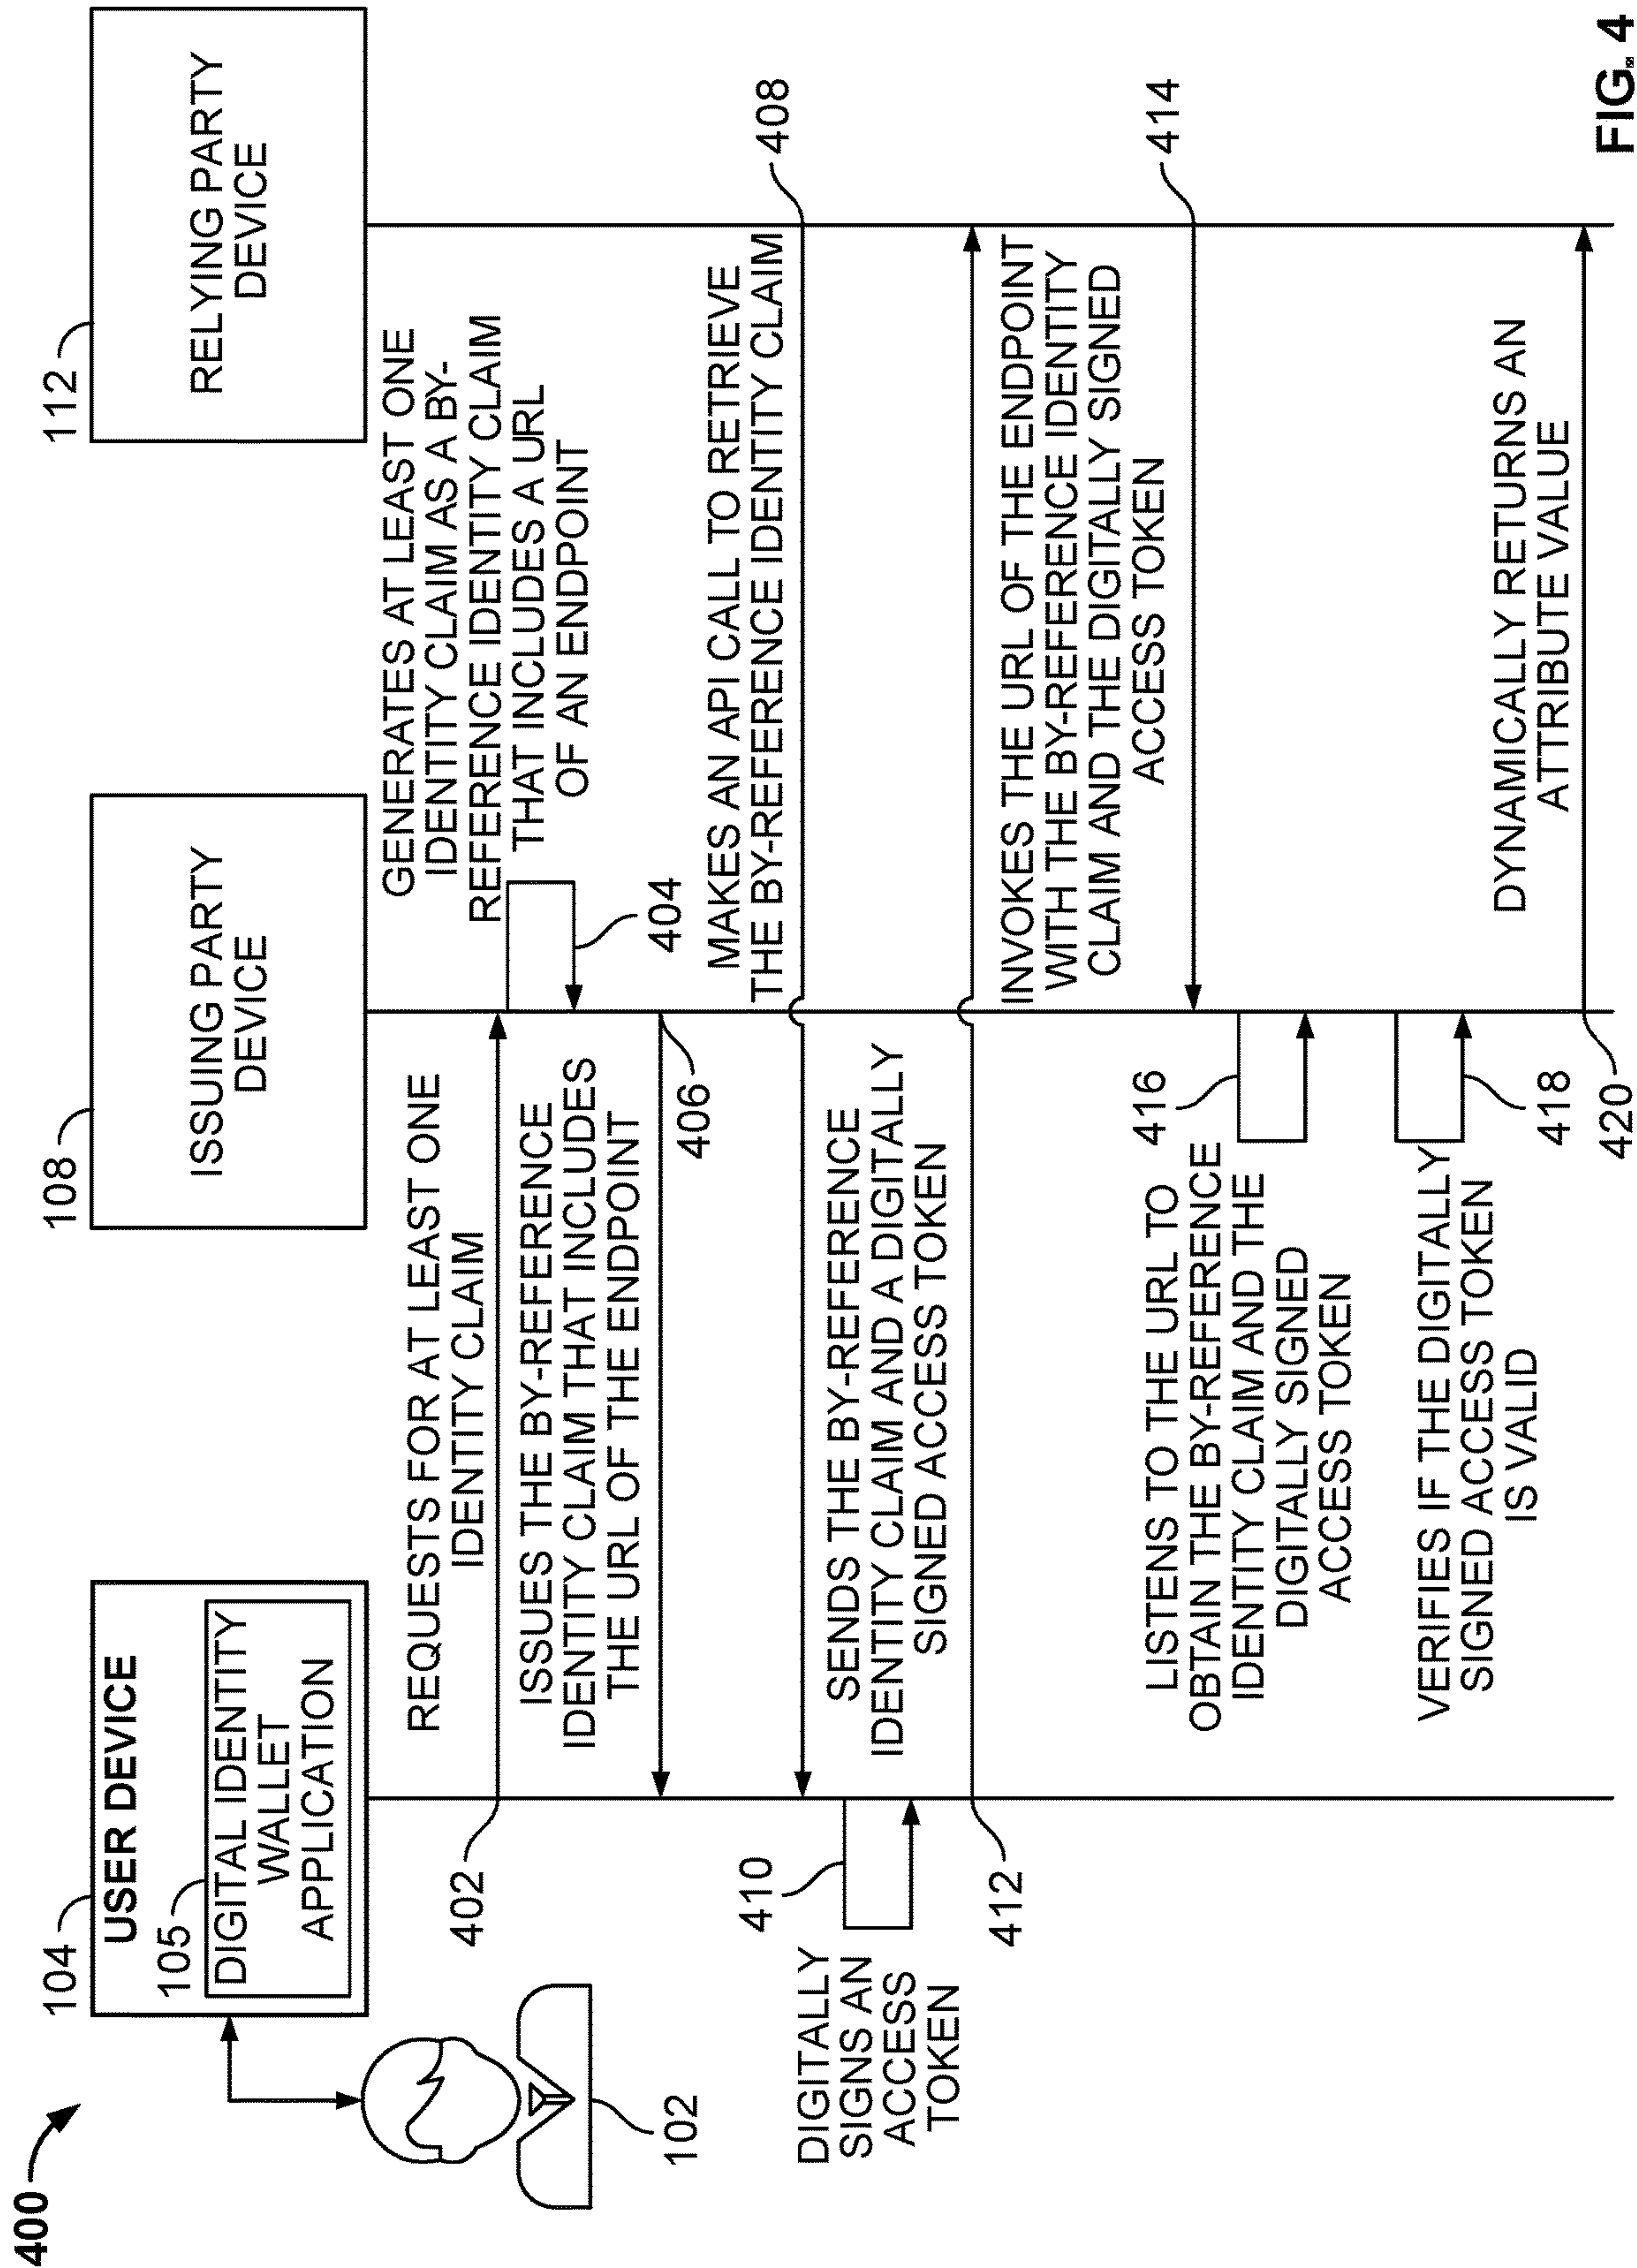 400
104
USER DEVICE
105
DIGITAL IDENTITY
WALLET
APPLICATION
102
108
ISSUING PARTY
DEVICE
112
RELYING PARTY
DEVICE
REQUESTS FOR AT LEAST ONE
IDENTITY CLAIM
402
GENERATES AT LEAST ONE
IDENTITY CLAIM AS A BY-
REFERENCE IDENTITY CLAIM
THAT INCLUDES A URL
OF AN ENDPOINT
404
ISSUES THE BY-REFERENCE
IDENTITY CLAIM THAT INCLUDES
THE URL OF THE ENDPOINT
406
MAKES AN API CALL TO RETRIEVE
THE BY-REFERENCE IDENTITY CLAIM
408
DIGITALLY
SIGNS AN
ACCESS
TOKEN
410
SENDS THE BY-REFERENCE
IDENTITY CLAIM AND A DIGITALLY
SIGNED ACCESS TOKEN
412
INVOKES THE URL OF THE ENDPOINT
WITH THE BY-REFERENCE IDENTITY
CLAIM AND THE DIGITALLY SIGNED
ACCESS TOKEN
414
LISTENS TO THE URL TO
OBTAIN THE BY-REFERENCE
IDENTITY CLAIM AND THE
DIGITALLY SIGNED
ACCESS TOKEN
416
VERIFIES IF THE DIGITALLY
SIGNED ACCESS TOKEN
IS VALID
418
DYNAMICALLY RETURNS AN
ATTRIBUTE VALUE
420
FIG. 4